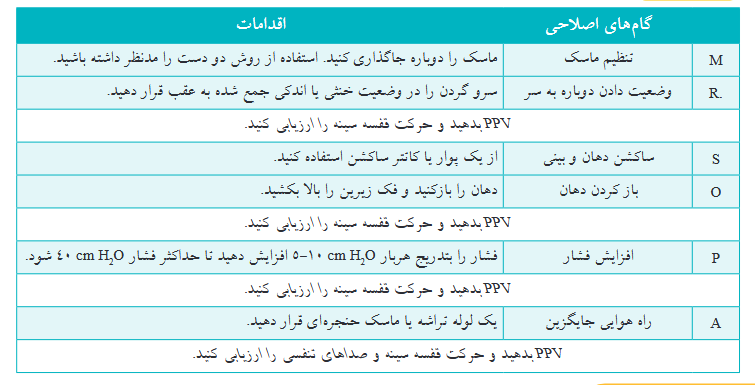 گام‌های اصلاحی اقدامات
M تنظیم ماسک ماسک را دوباره جاگذاری کنید. استفاده از روش دو دست را مدنظر داشته باشید.
R. وضعیت دادن دوباره به سر سرو گردن را در وضعیت خنثی یا اندکی جمع شده به عقب قرار دهید.
PPV بدهید و حرکت قفسه سینه را ارزیابی کنید.
S ساکشن دهان و بینی از یک پوار یا کاتتر ساکشن استفاده کنید.
O باز کردن دهان دهان را بازکنید و فک زیرین را بالا بکشید.
PPV بدهید و حرکت قفسه سینه را ارزیابی کنید.
P افزایش فشار فشار را بتدریج هربار ۵-۱۰ cm H₂O افزایش دهید تا حداکثر فشار ۴۰ cm H₂O شود.
PPV بدهید و حرکت قفسه سینه را ارزیابی کنید.
A راه هوایی جایگزین یک لوله تراشه یا ماسک حنجره‌ای قرار دهید.
PPV بدهید و حرکت قفسه سینه و صداهای تنفسی را ارزیابی کنید.